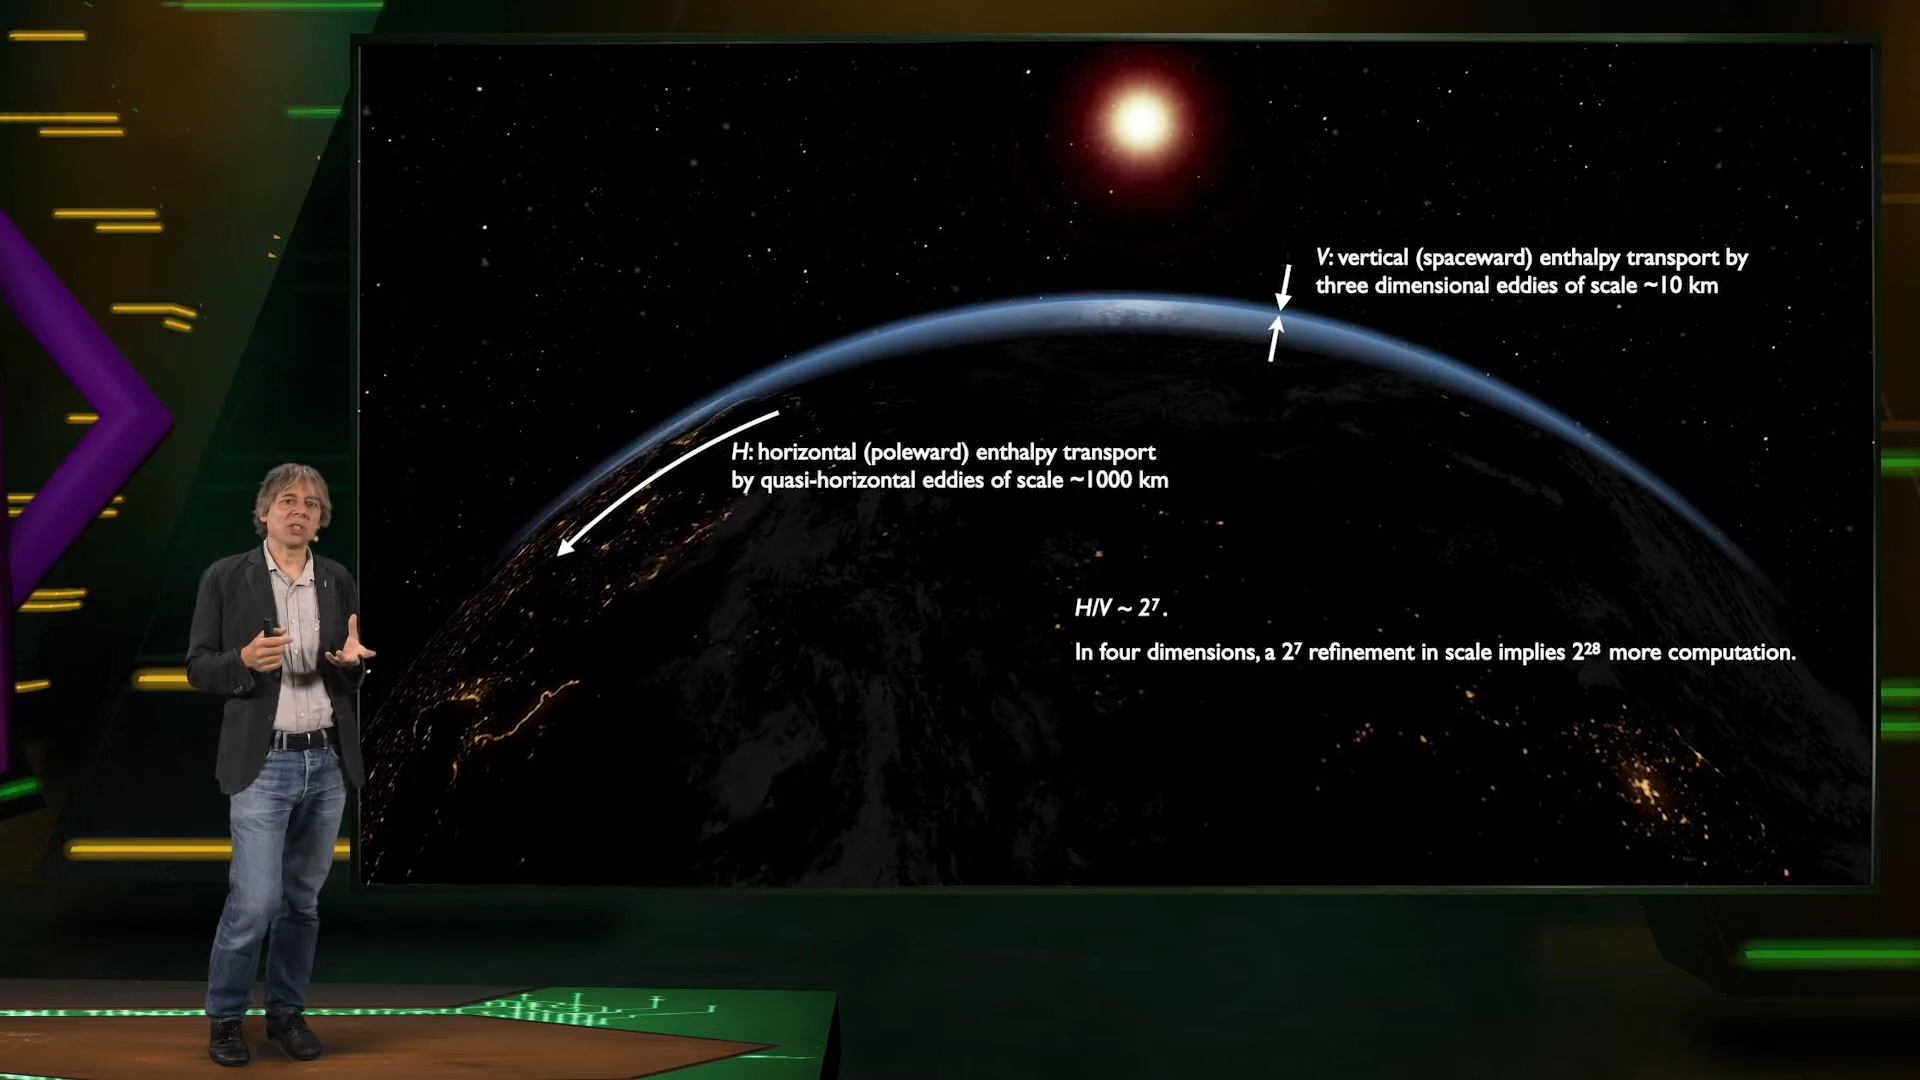 V: vertical (spaceward) enthalpy transport by
three dimensional eddies of scale ~10 km
H: horizontal (poleward) enthalpy transport
by quasi-horizontal eddies of scale ~1000 km
H/V ~ 2⁷.
In four dimensions, a 2⁷ refinement in scale implies 2²⁸ more computation.